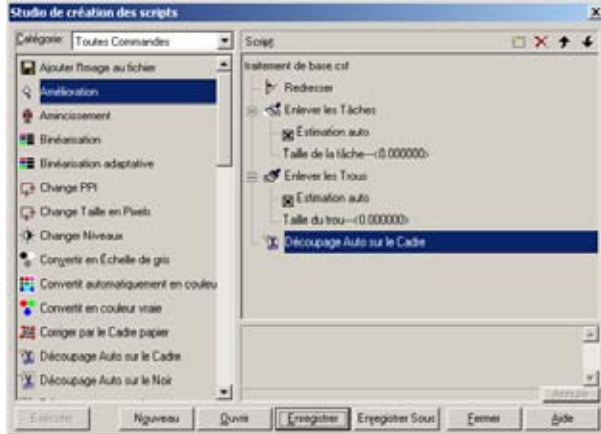 Studio de création des scripts
Catégorie: Toutes Commandes
Ajouter l'Image au fichier
Amélioration
Amincissement
Binéarisation
Binéarisation adaptative
Change PPI
Change Taille en Pixels
Changer Niveaux
Convertir en Échelle de gris
Convertit automatiquement en couleu
Convertit en couleur vraie
Corriger par le Cadre papier
Découpage Auto sur le Cadre
Découpage Auto sur le Noir
Script:
traitement de base.csf
Redresser
Enlever les Tâches
Estimation auto
Taille de la tâche--<0.000000>
Enlever les Trous
Estimation auto
Taille du trou--<0.000000>
Découpage Auto sur le Cadre
Annuler
Exécuter
Nouveau
Ouvrir
Enregistrer
Enregistrer Sous
Fermer
Aide